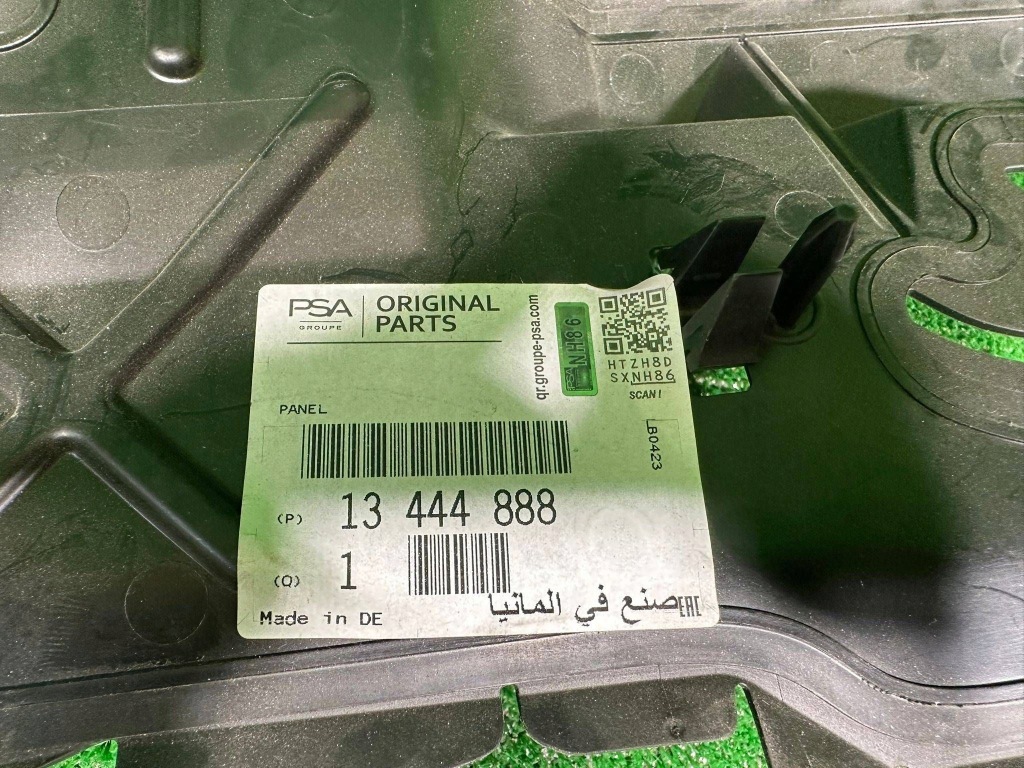 PSA
GROUPE
ORIGINAL
PARTS
qr.groupe-psa.com
PSA NH86
HTZH8D
SXNH86
SCAN!
PANEL
LB0423
(P) 13 444 888
(Q) 1
Made in DE
صنع في المانيا
EAC